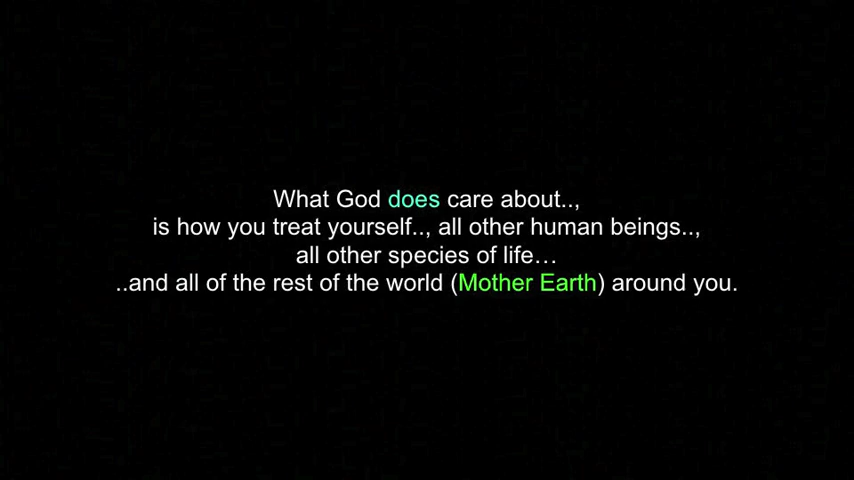 What God does care about..,
is how you treat yourself.., all other human beings..,
all other species of life…
..and all of the rest of the world (Mother Earth) around you.